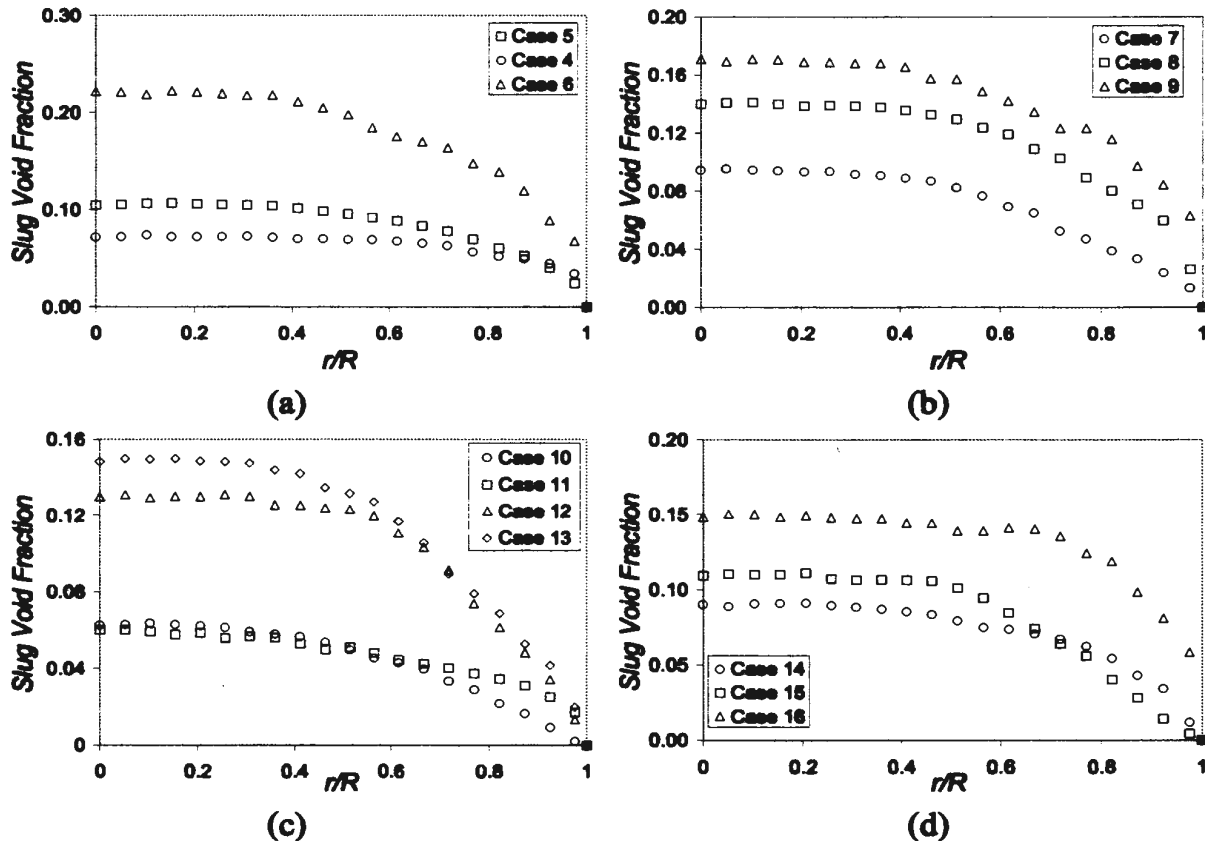 Slug Void Fraction
0.30
0.20
0.10
0.00
0 0.2 0.4 0.6 0.8 1
r/R
Case 5
Case 4
Case 6
(a)
Slug Void Fraction
0.20
0.16
0.12
0.08
0.04
0.00
0 0.2 0.4 0.6 0.8 1
r/R
Case 7
Case 8
Case 9
(b)
Slug Void Fraction
0.16
0.12
0.08
0.04
0
0 0.2 0.4 0.6 0.8 1
r/R
Case 10
Case 11
Case 12
Case 13
(c)
Slug Void Fraction
0.20
0.15
0.10
0.05
0.00
0 0.2 0.4 0.6 0.8 1
r/R
Case 14
Case 15
Case 16
(d)